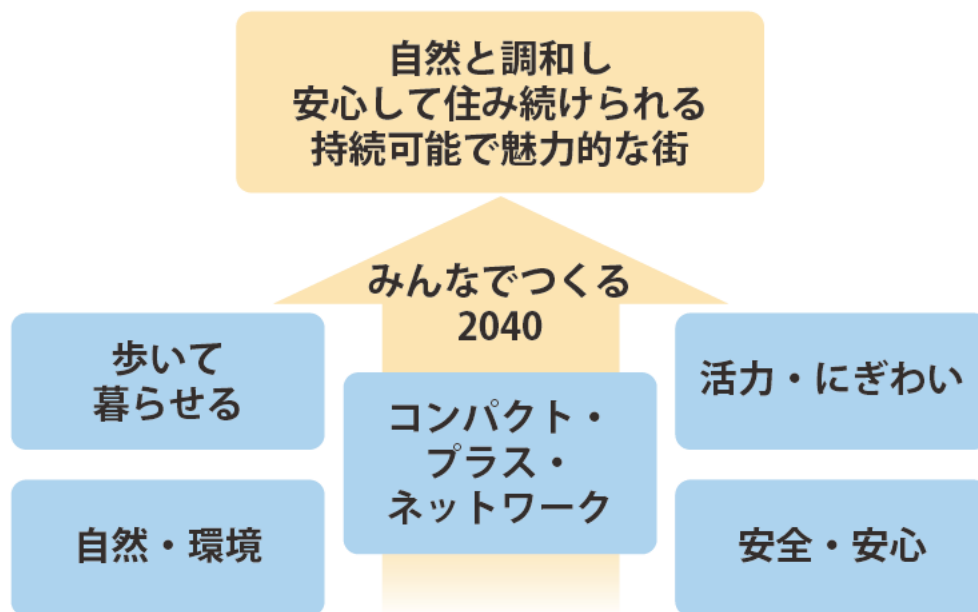 自然と調和し
安心して住み続けられる
持続可能で魅力的な街
みんなでつくる
2040
歩いて
暮らせる
コンパクト・
プラス・
ネットワーク
活力・にぎわい
自然・環境
安全・安心